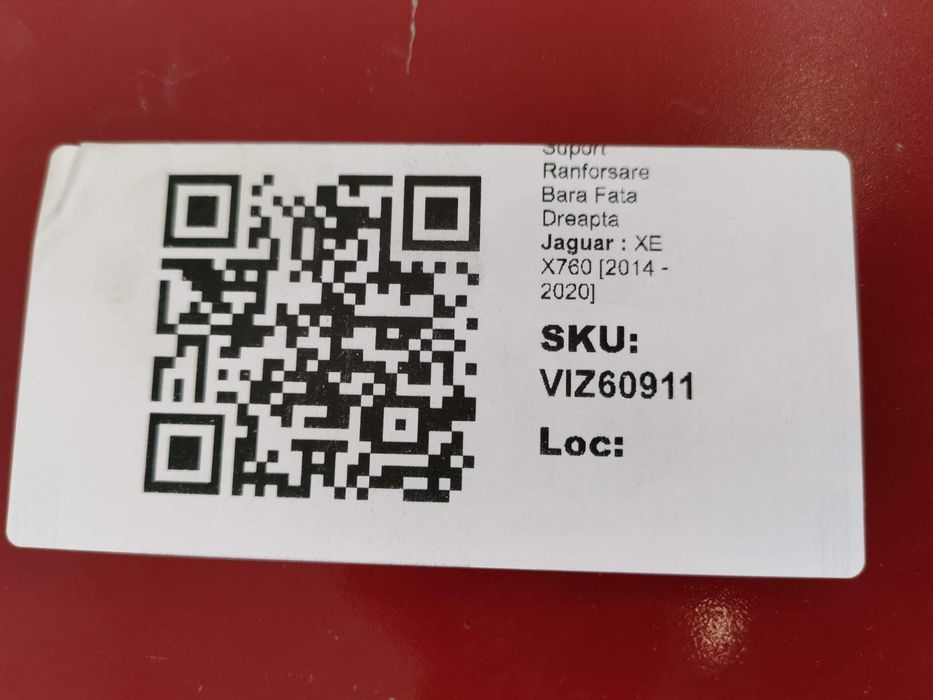 Suport
Ranforsare
Bara Fata
Dreapta
Jaguar : XE
X760 [2014 -
2020]
SKU:
VIZ60911
Loc: